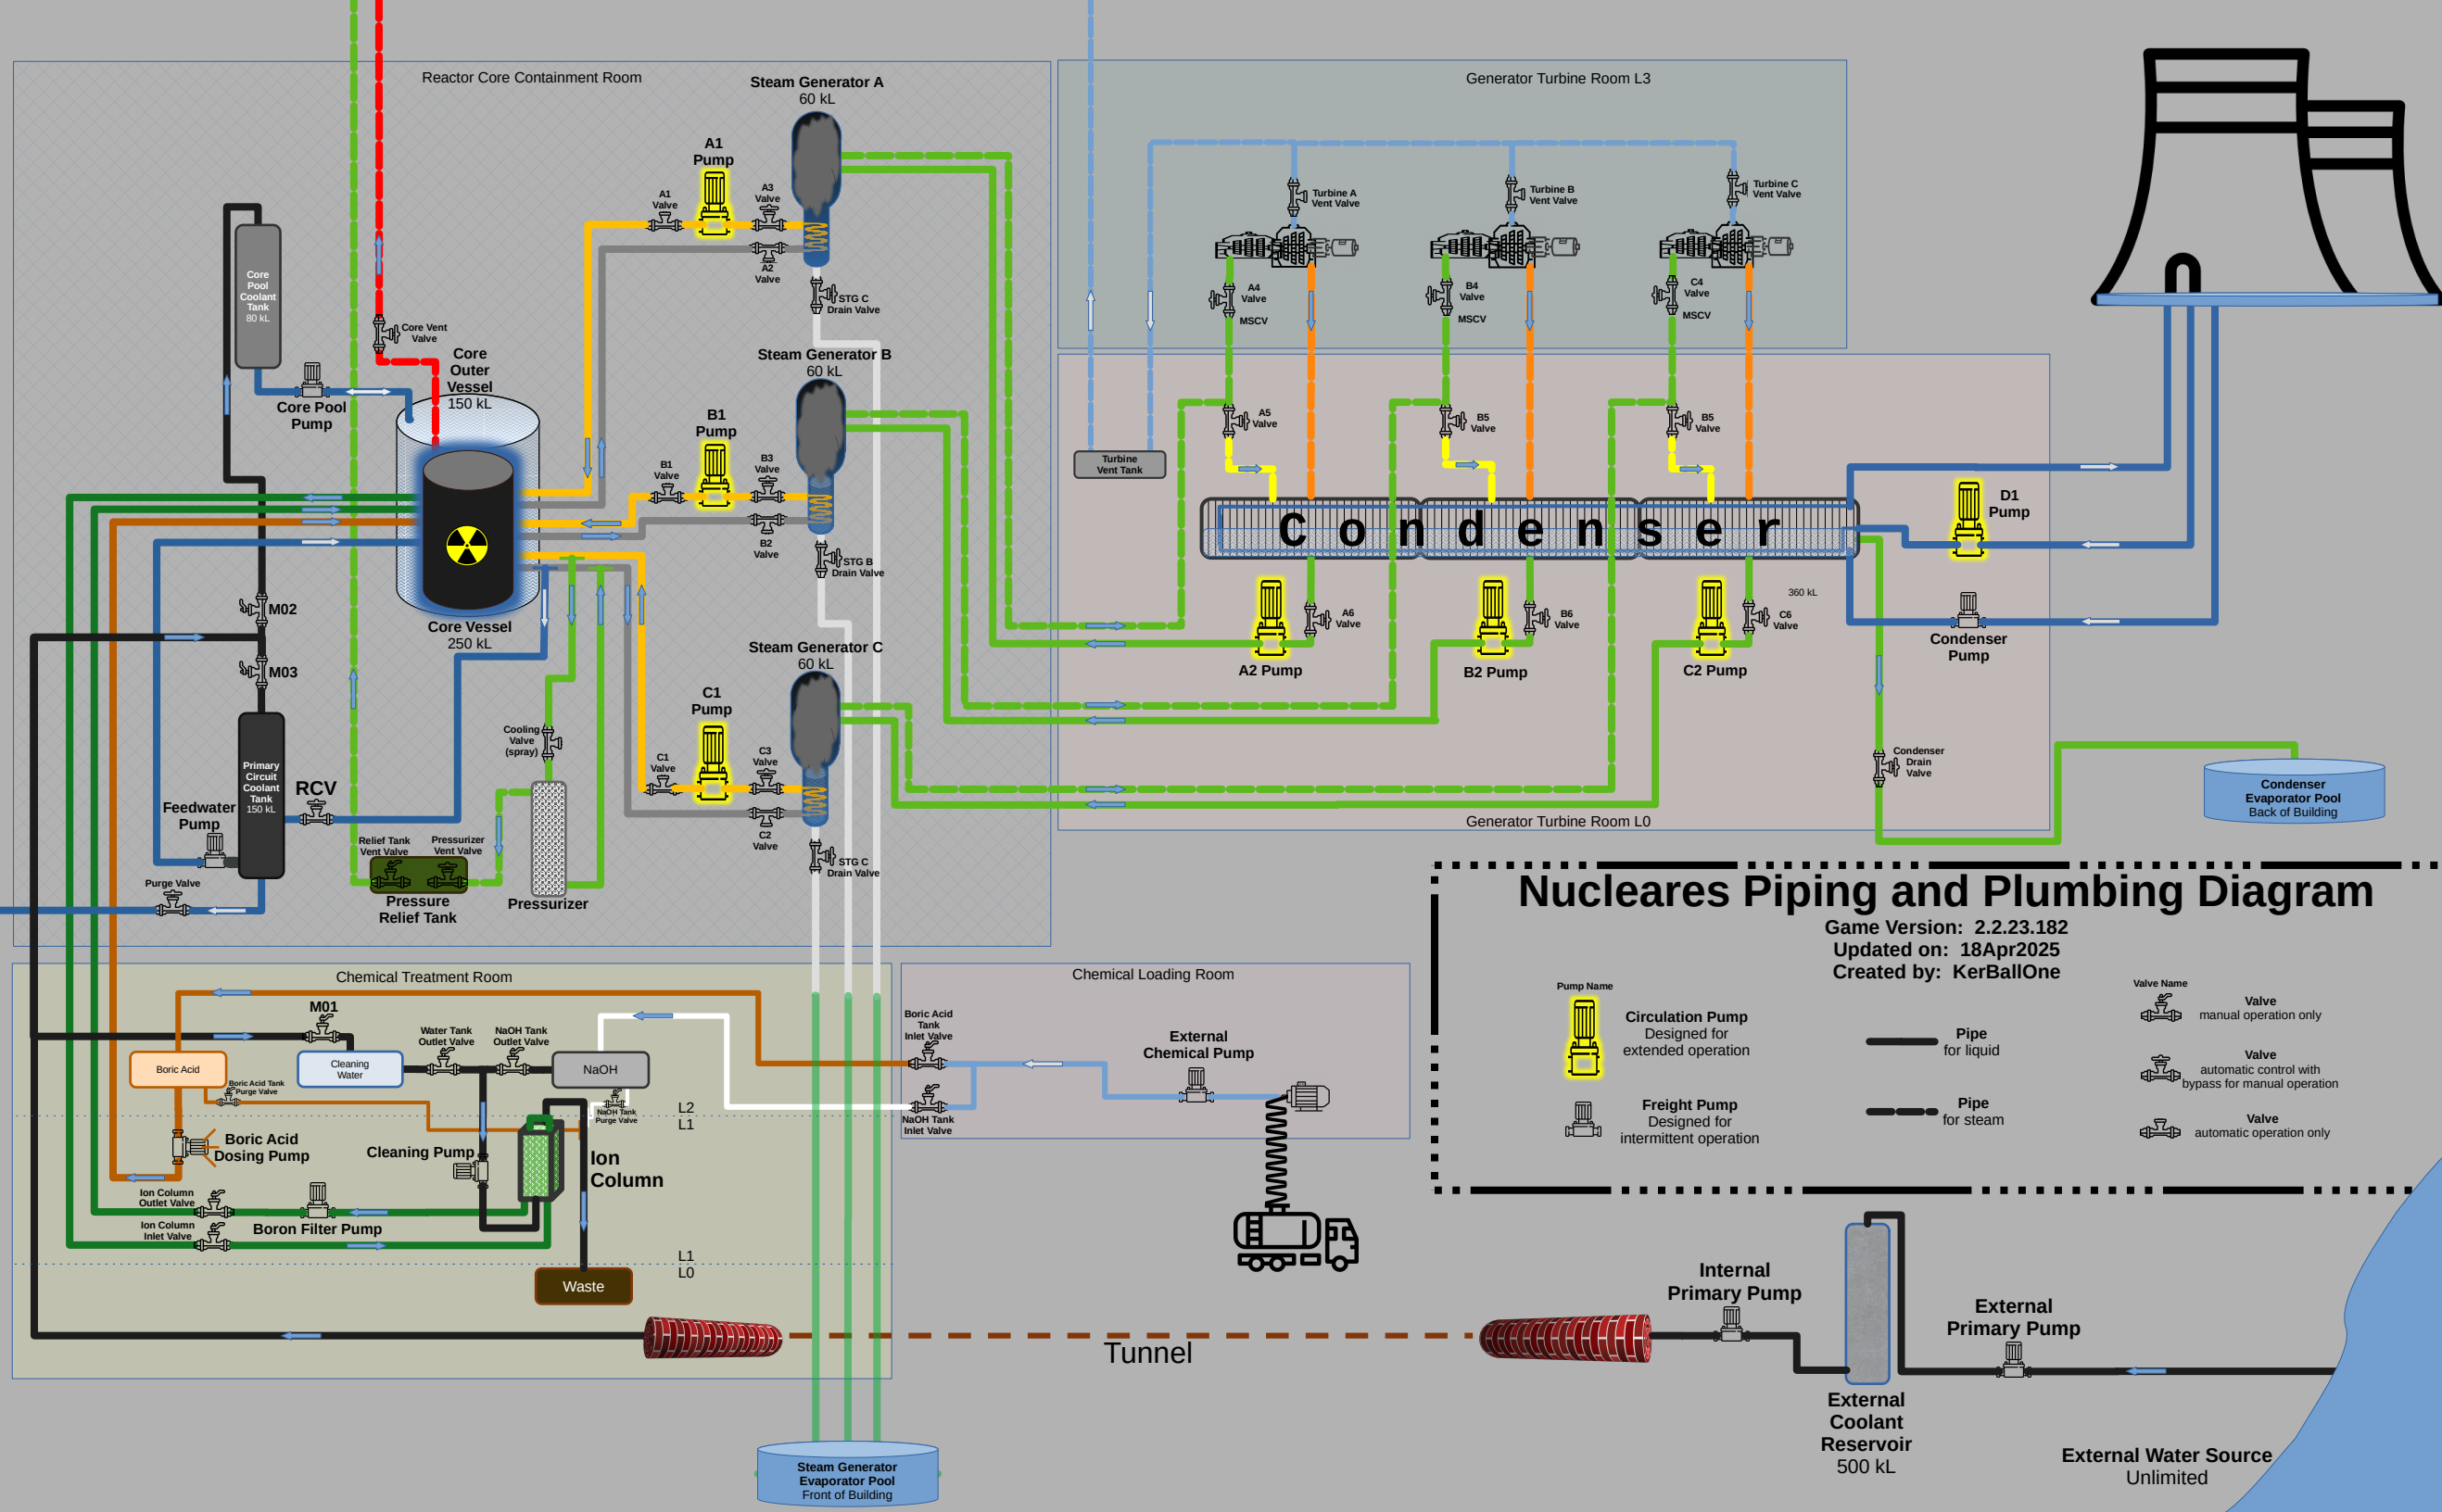 Reactor Core Containment Room
Steam Generator A
60 kL
A1
Pump
A1
Valve
A3
Valve
A2
Valve
STG C
Drain Valve
Core
Pool
Coolant
Tank
80 kL
Core Vent
Valve
Core
Outer
Vessel
150 kL
Core Pool
Pump
Steam Generator B
60 kL
B1
Pump
B1
Valve
B3
Valve
B2
Valve
STG B
Drain Valve
M02
Core Vessel
250 kL
M03
Steam Generator C
60 kL
C1
Pump
Cooling
Valve
(spray)
C1
Valve
C3
Valve
C2
Valve
STG C
Drain Valve
Primary
Circuit
Coolant
Tank
150 kL
RCV
Feedwater
Pump
Relief Tank
Vent Valve
Pressurizer
Vent Valve
Purge Valve
Pressure
Relief Tank
Pressurizer
Generator Turbine Room L3
Turbine A
Vent Valve
Turbine B
Vent Valve
Turbine C
Vent Valve
A4
Valve
MSCV
B4
Valve
MSCV
C4
Valve
MSCV
A5
Valve
B5
Valve
B5
Valve
Turbine
Vent Tank
Condenser
D1
Pump
360 kL
A6
Valve
B6
Valve
C6
Valve
A2 Pump
B2 Pump
C2 Pump
Condenser
Pump
Condenser
Drain
Valve
Generator Turbine Room L0
Condenser
Evaporator Pool
Back of Building
Nucleares Piping and Plumbing Diagram
Game Version: 2.2.23.182
Updated on: 18Apr2025
Created by: KerBallOne
Pump Name
Circulation Pump
Designed for
extended operation
Freight Pump
Designed for
intermittent operation
Pipe
for liquid
Pipe
for steam
Valve Name
Valve
manual operation only
Valve
automatic control with
bypass for manual operation
Valve
automatic operation only
Chemical Treatment Room
M01
Water Tank
Outlet Valve
NaOH Tank
Outlet Valve
Boric Acid
Cleaning
Water
NaOH
Boric Acid Tank
Purge Valve
NaOH Tank
Purge Valve
L2
L1
Boric Acid
Dosing Pump
Cleaning Pump
Ion
Column
Ion Column
Outlet Valve
Boron Filter Pump
Ion Column
Inlet Valve
L1
L0
Waste
Chemical Loading Room
Boric Acid
Tank
Inlet Valve
External
Chemical Pump
NaOH Tank
Inlet Valve
Tunnel
Internal
Primary Pump
External
Primary Pump
External
Coolant
Reservoir
500 kL
External Water Source
Unlimited
Steam Generator
Evaporator Pool
Front of Building